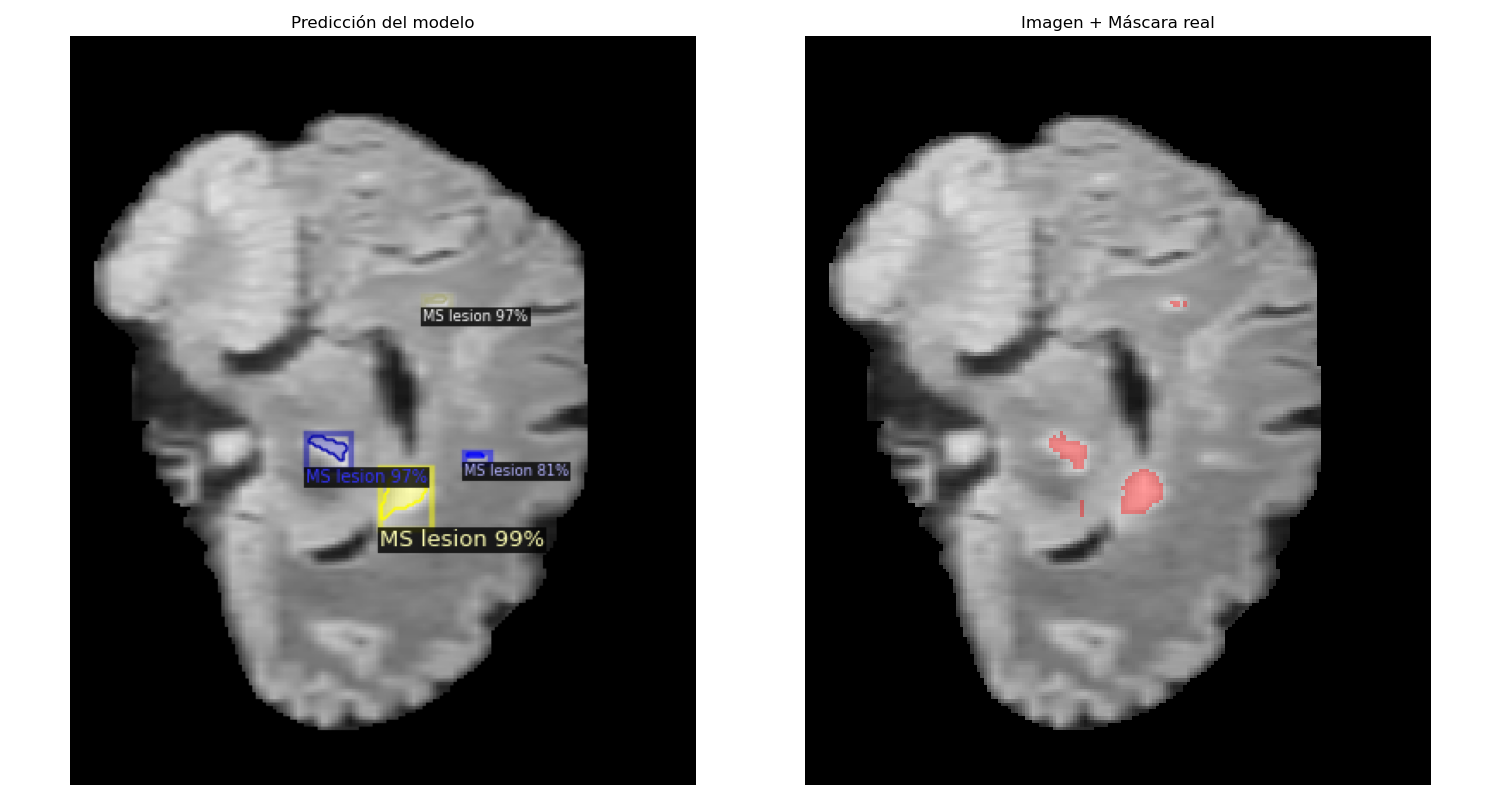 Predicción del modelo
Imagen + Máscara real
MS lesion 97%
MS lesion 97%
MS lesion 81%
MS lesion 99%